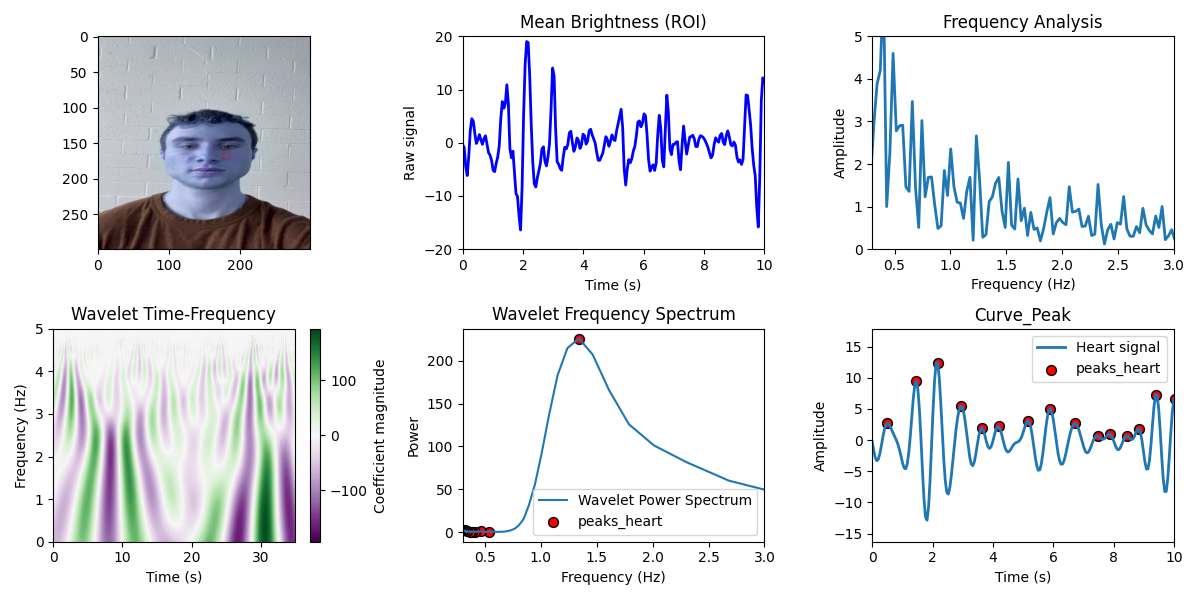 0
50
100
150
200
250
0 100 200
Mean Brightness (ROI)
Raw signal
20
10
0
−10
−20
0 2 4 6 8 10
Time (s)
Frequency Analysis
Amplitude
5
4
3
2
1
0
0.5 1.0 1.5 2.0 2.5 3.0
Frequency (Hz)
Wavelet Time-Frequency
Frequency (Hz)
5
4
3
2
1
0
0 10 20 30
Time (s)
100
0
−100
Coefficient magnitude
Wavelet Frequency Spectrum
Power
200
150
100
50
0
Wavelet Power Spectrum
peaks_heart
0.5 1.0 1.5 2.0 2.5 3.0
Frequency (Hz)
Curve_Peak
Amplitude
15
10
5
0
−5
−10
−15
Heart signal
peaks_heart
0 2 4 6 8 10
Time (s)